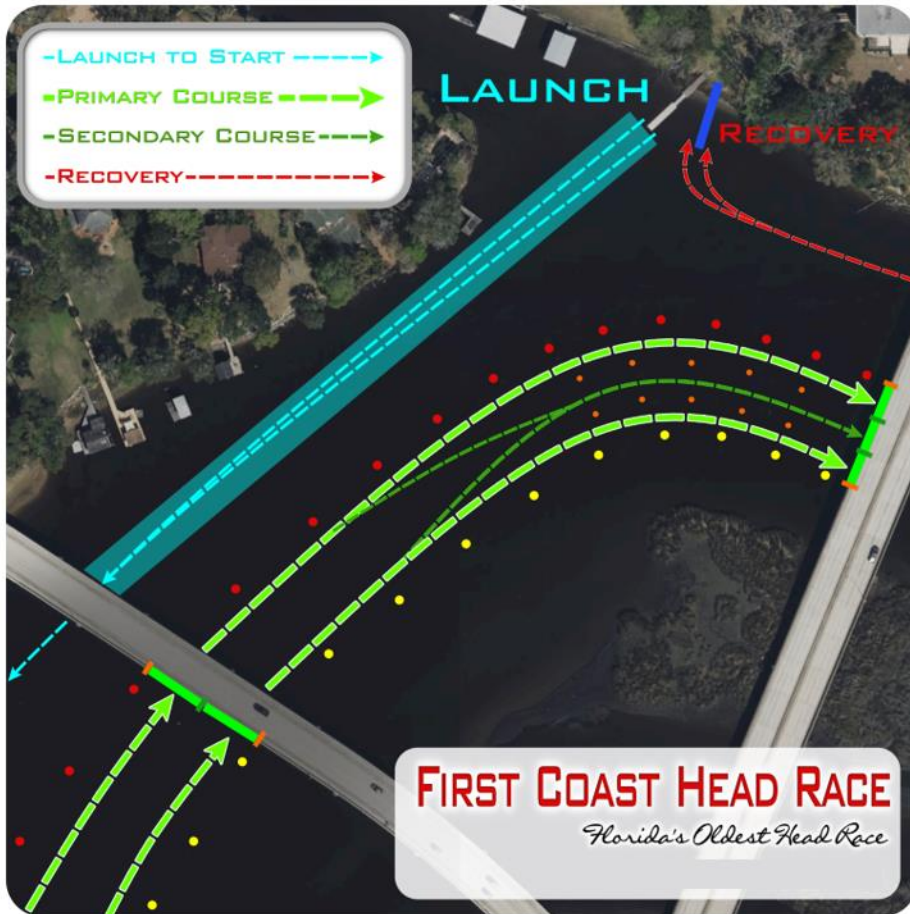 Launch to Start
Primary Course
Secondary Course
Recovery
Launch
Recovery
First Coast Head Race
Florida's Oldest Head Race